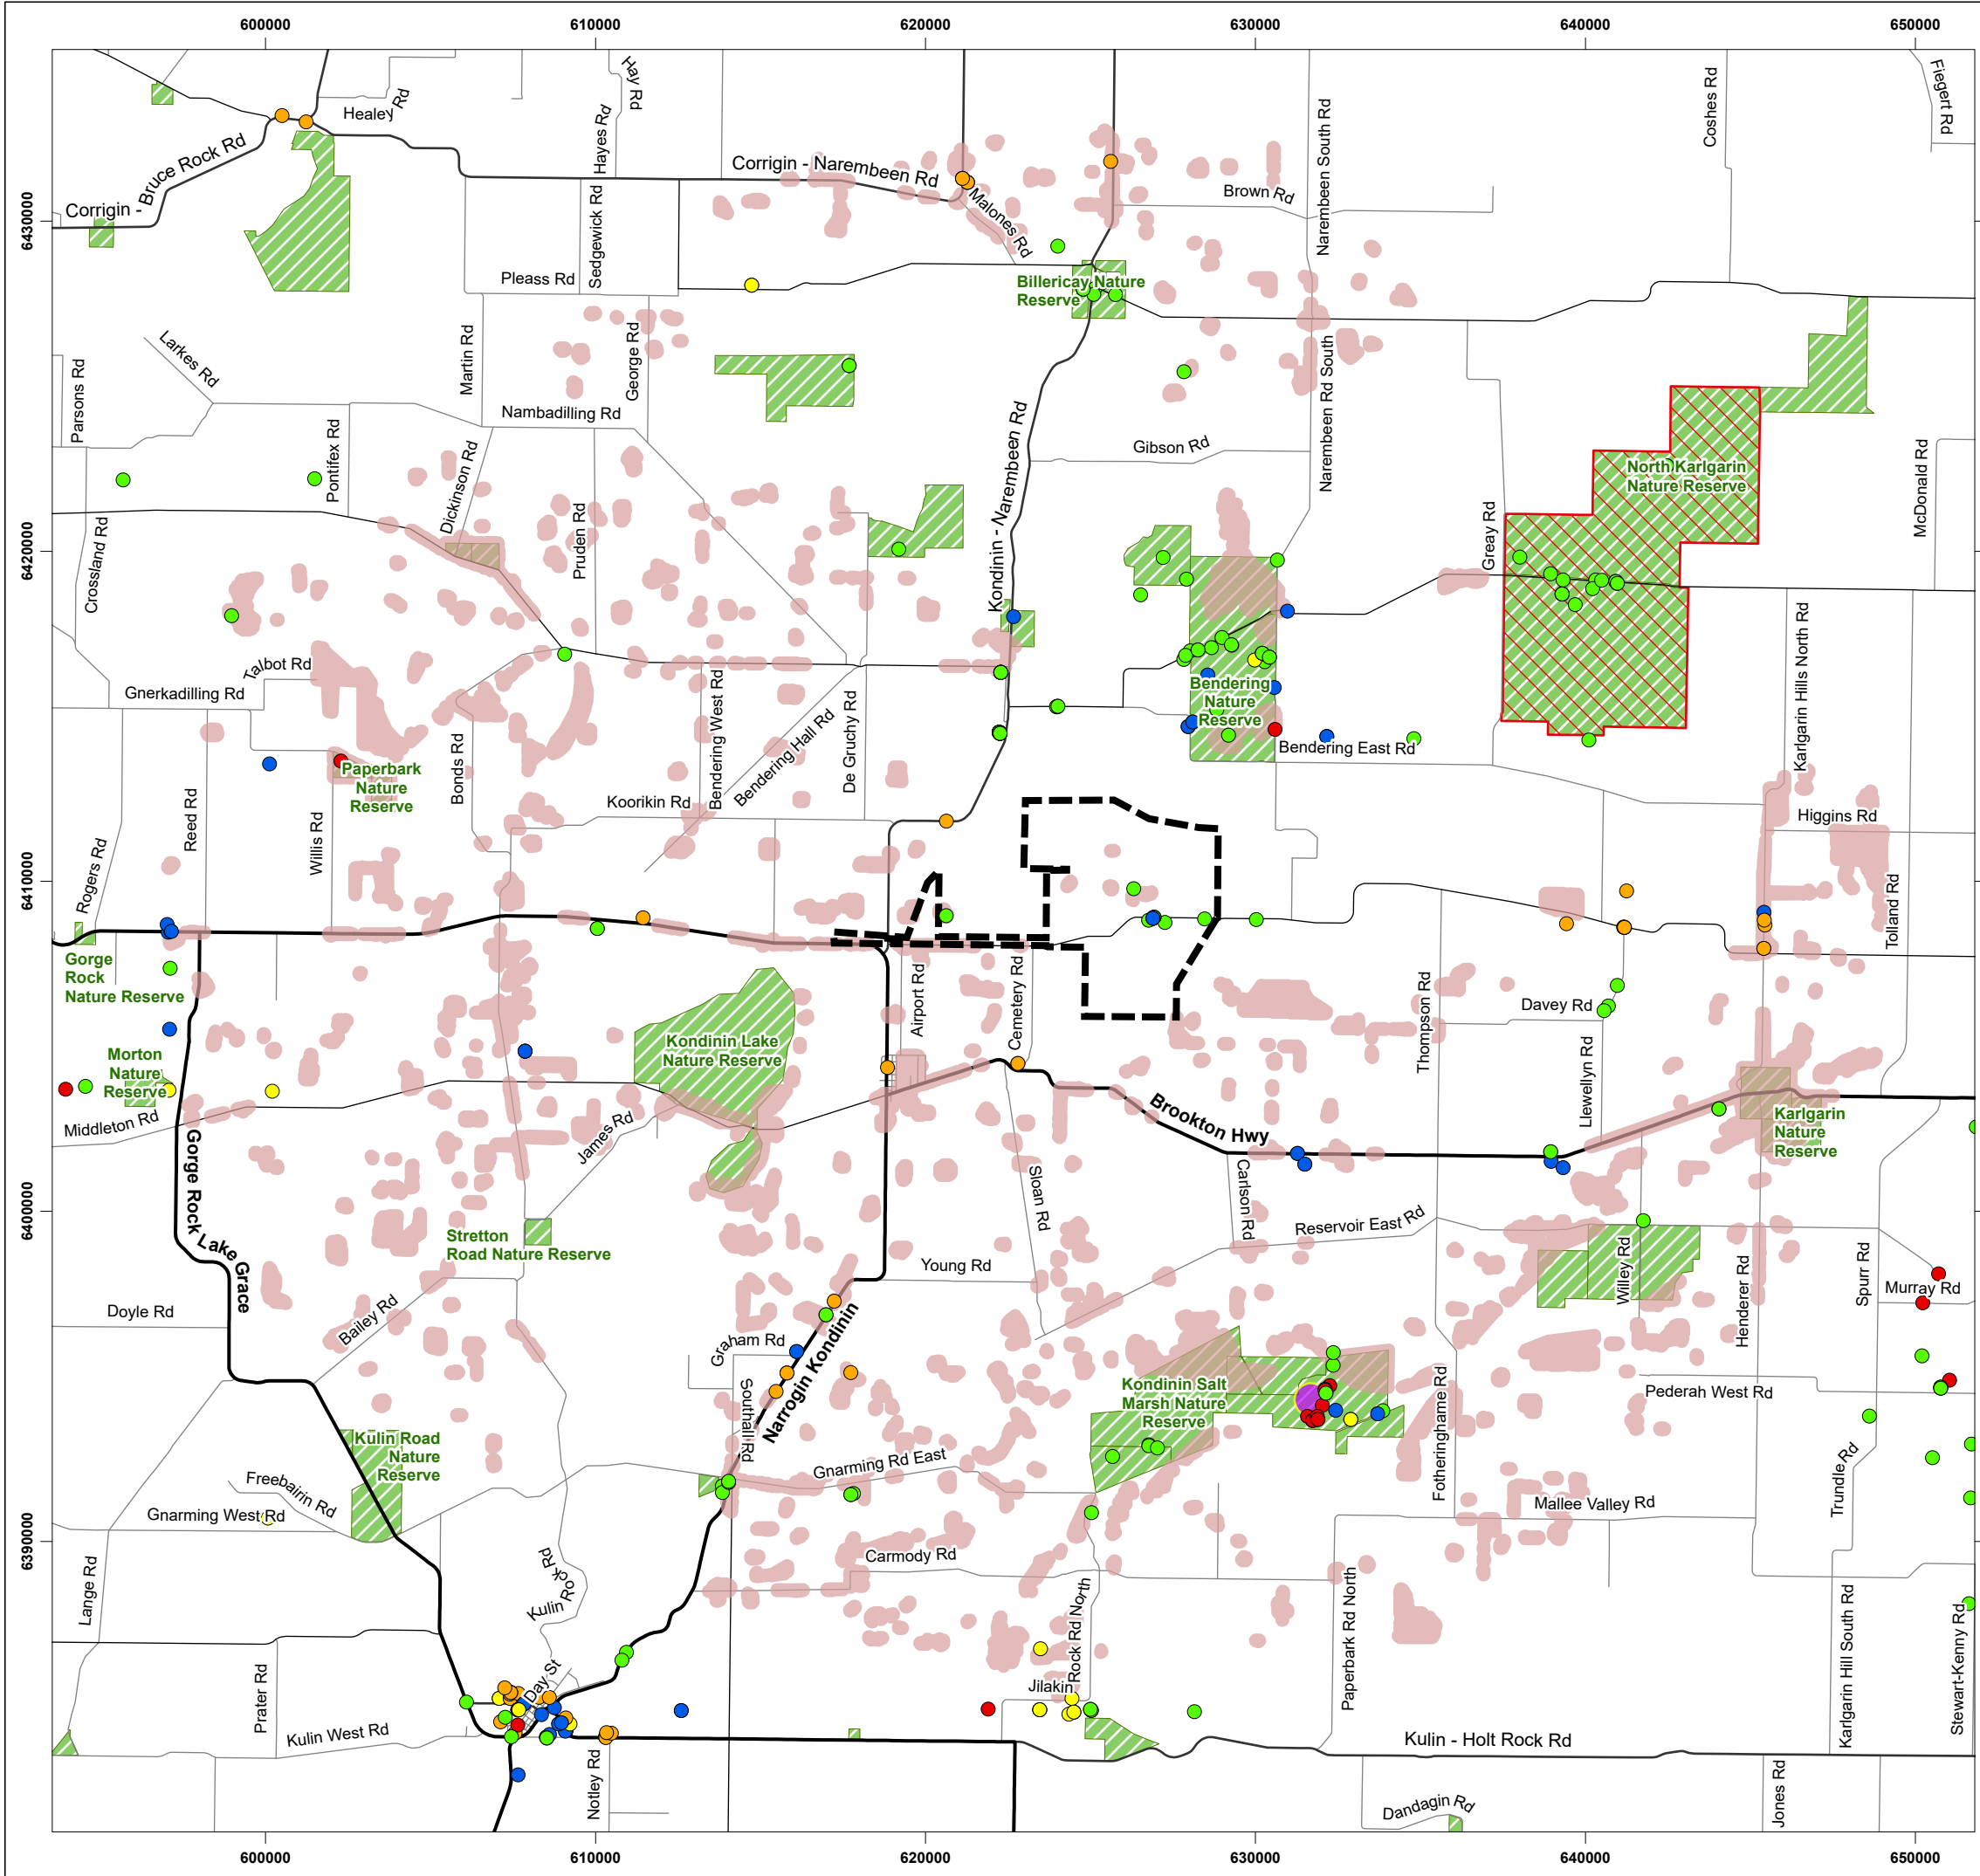 600000
610000
620000
630000
640000
650000
6430000
6420000
6410000
6400000
6390000
Hay Rd
Healey Rd
Hayes Rd
Bruce Rock Rd
Corrigin -
Corrigin - Narembeen Rd
Malones Rd
Narembeen South Rd
Brown Rd
Coshes Rd
Fiegert Rd
Sedgewick Rd
Pleass Rd
Billericay Nature
Reserve
Larkes Rd
Parsons Rd
Martin Rd
George Rd
Nambadilling Rd
Pontifex Rd
Dickinson Rd
Kondinin - Narembeen Rd
Gibson Rd
Narembeen Rd South
North Karlgarin
Nature Reserve
McDonald Rd
Greay Rd
Crossland Rd
Pruden Rd
Talbot Rd
Gnerkadilling Rd
Bendering West Rd
Bendering Hall Rd
De Gruchy Rd
Bendering
Nature
Reserve
Bendering East Rd
Karlgarin Hills North Rd
Paperbark
Nature
Reserve
Bonds Rd
Koorikin Rd
Reed Rd
Willis Rd
Rogers Rd
Higgins Rd
Tolland Rd
Gorge
Rock
Nature Reserve
Airport Rd
Cemetery Rd
Thompson Rd
Davey Rd
Kondinin Lake
Nature Reserve
Morton
Nature
Reserve
Middleton Rd
James Rd
Brookton Hwy
Llewellyn Rd
Karlgarin
Nature
Reserve
Gorge Rock Lake Grace
Sloan Rd
Carlson Rd
Reservoir East Rd
Stretton
Road Nature Reserve
Young Rd
Willey Rd
Henderer Rd
Spurr Rd
Murray Rd
Doyle Rd
Bailey Rd
Graham Rd
Narrogin Kondinin
Southall Rd
Kondinin Salt
Marsh Nature
Reserve
Fotheringhame Rd
Pederah West Rd
Kulin Road
Nature
Reserve
Freebairin Rd
Gnarming West Rd
Gnarming Rd East
Mallee Valley Rd
Trundle Rd
Lange Rd
Kulin Rock Rd
Carmody Rd
Paperbark Rd North
Karlgarin Hill South Rd
Stewart-Kenny Rd
Jilakin Rock Rd North
Day St
Prater Rd
Kulin West Rd
Notley Rd
Kulin - Holt Rock Rd
Dandagin Rd
Jones Rd
600000
610000
620000
630000
640000
650000